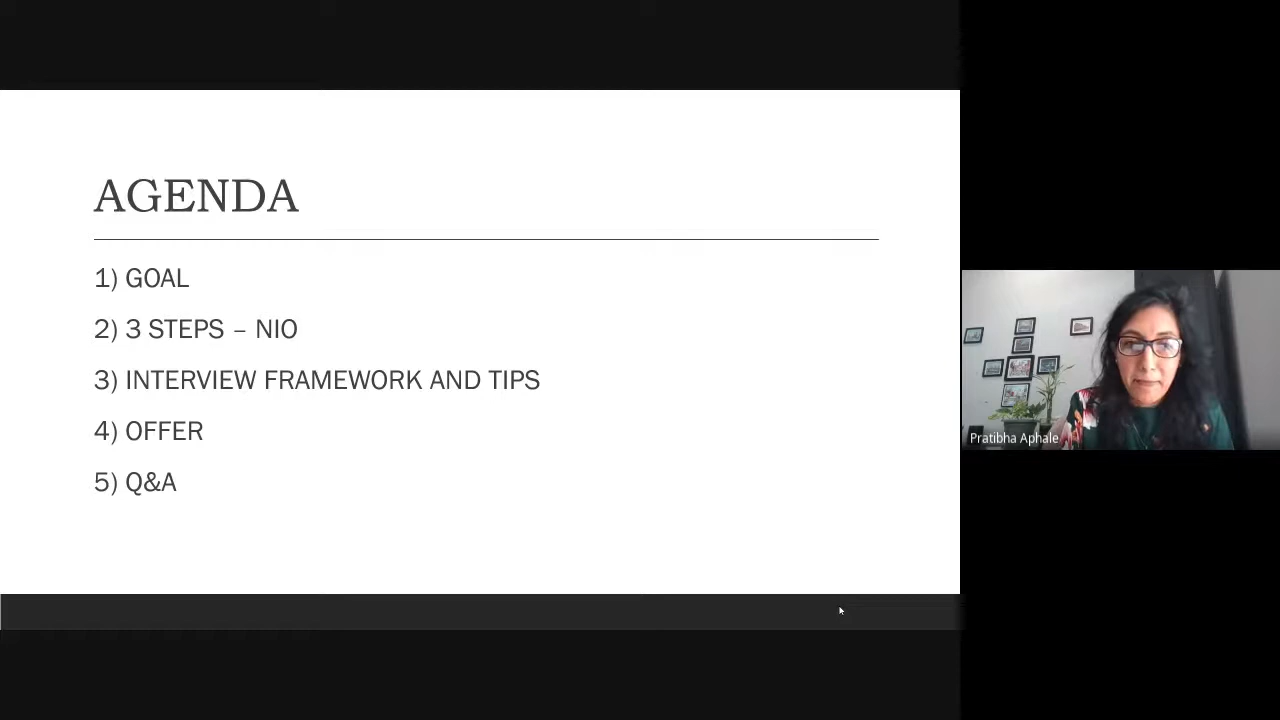 AGENDA
1) GOAL
2) 3 STEPS – NIO
3) INTERVIEW FRAMEWORK AND TIPS
4) OFFER
5) Q&A
Pratibha Aphale